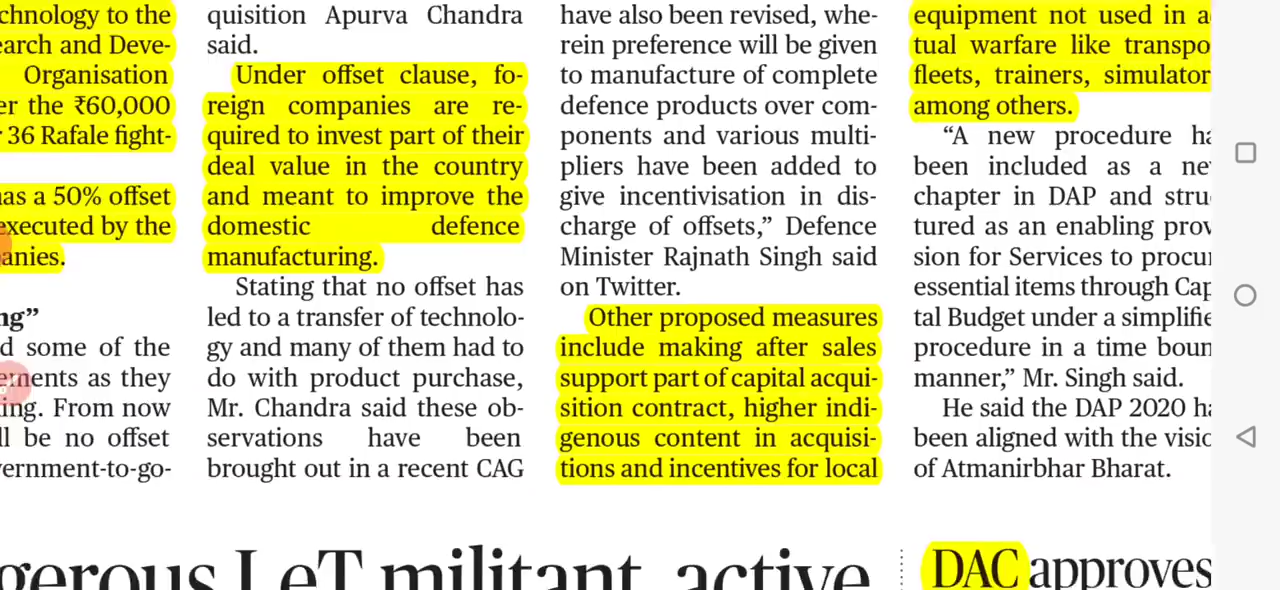 chnology to the
earch and Deve-
Organisation
er the ₹60,000
36 Rafale fight-
has a 50% offset
executed by the
anies.
ng”
d some of the
ements as they
ing. From now
ll be no offset
vernment-to-go-
quisition Apurva Chandra
said.
Under offset clause, fo-
reign companies are re-
quired to invest part of their
deal value in the country
and meant to improve the
domestic defence
manufacturing.
Stating that no offset has
led to a transfer of technolo-
gy and many of them had to
do with product purchase,
Mr. Chandra said these ob-
servations have been
brought out in a recent CAG
have also been revised, whe-
rein preference will be given
to manufacture of complete
defence products over com-
ponents and various multi-
pliers have been added to
give incentivisation in dis-
charge of offsets,” Defence
Minister Rajnath Singh said
on Twitter.
Other proposed measures
include making after sales
support part of capital acqui-
sition contract, higher indi-
genous content in acquisi-
tions and incentives for local
equipment not used in a
tual warfare like transpo
fleets, trainers, simulator
among others.
“A new procedure ha
been included as a ne
chapter in DAP and stru
tured as an enabling prov
sion for Services to procu
essential items through Cap
tal Budget under a simplifie
procedure in a time boun
manner,” Mr. Singh said.
He said the DAP 2020 ha
been aligned with the visio
of Atmanirbhar Bharat.
gerous LeT militant, active
DAC approves